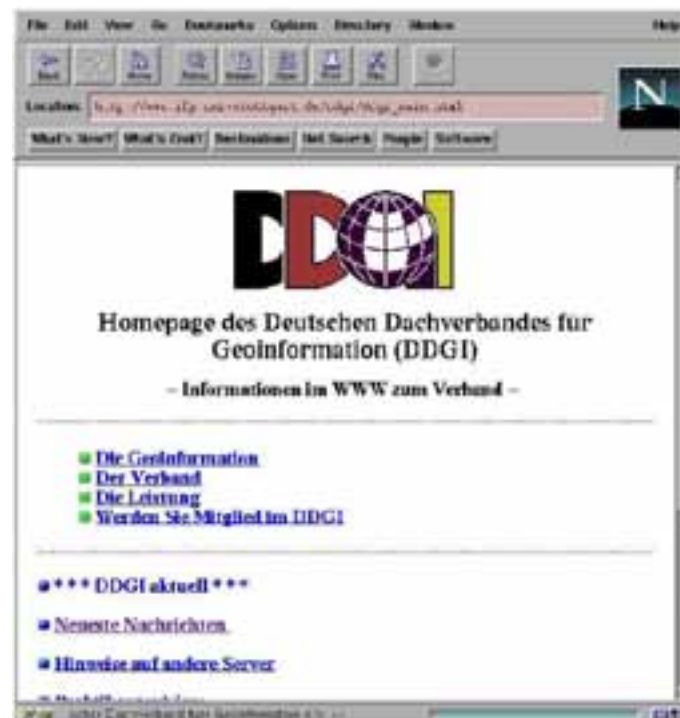 File Edit View Go Bookmarks Options Directory Window Help
Back Home Reload Images Open Print Find
Location:
What's New? What's Cool? Destinations Net Search People Software
N
DDGI
Homepage des Deutschen Dachverbandes fur
Geoinformation (DDGI)
– Informationen im WWW zum Verband –
Die GeoInformation
Der Verband
Die Leistung
Werden Sie Mitglied im DDGI
* * * DDGI aktuell * * *
Neueste Nachrichten
Hinweise auf andere Server